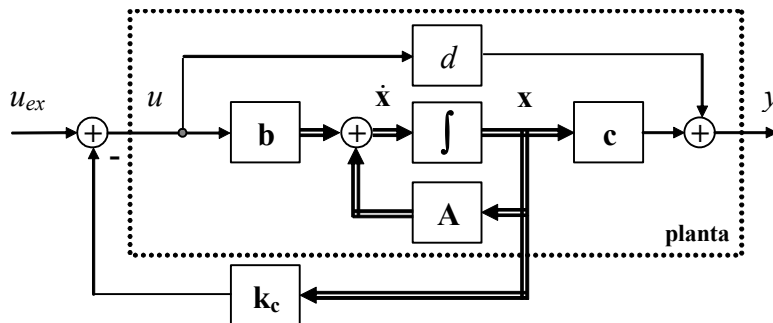 d
u_ex u ẋ x y
+ b + ∫ c +
-
A
planta
k_c